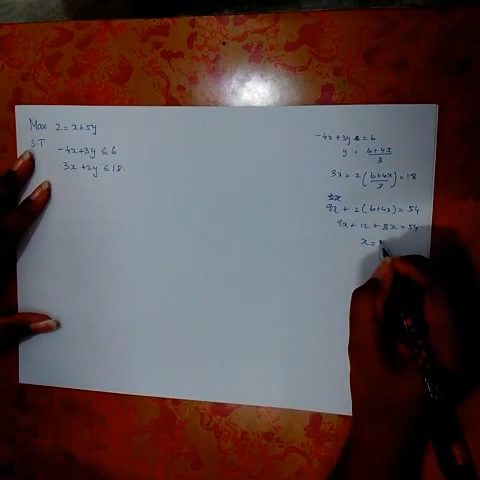 Max Z = x+5y
S.T
-4x+3y ≤ 6
3x+2y ≤ 18
-4x+3y = 6
y = 6+4x/3
3x + 2(6+4x/3) = 18
9x + 2(6+4x) = 54
9x + 12 + 8x = 54
x =